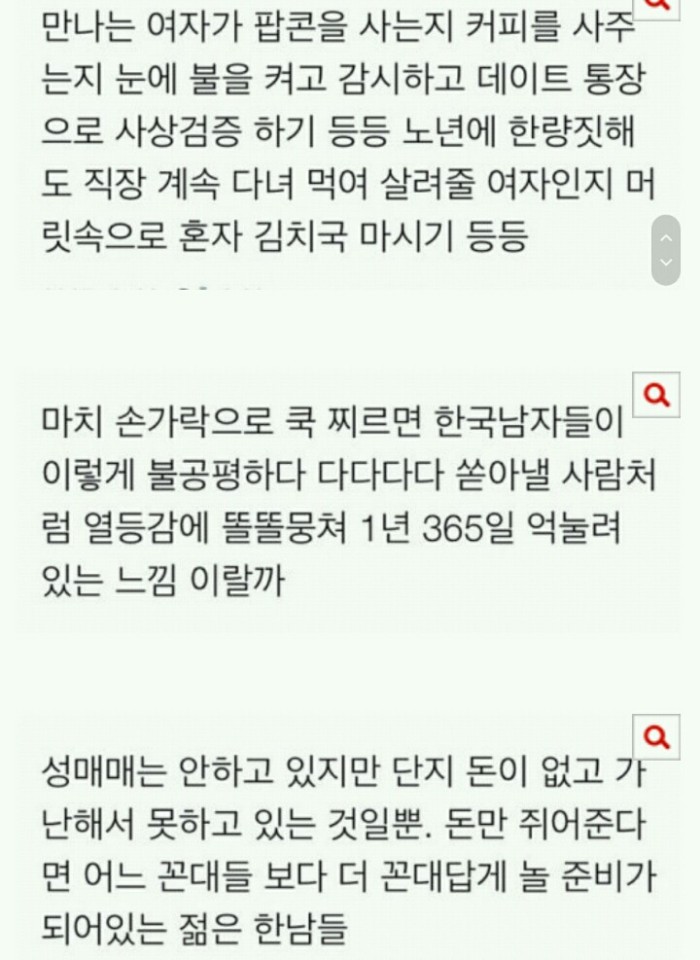 만나는 여자가 팝콘을 사는지 커피를 사주
는지 눈에 불을 켜고 감시하고 데이트 통장
으로 사상검증 하기 등등 노년에 한량짓해
도 직장 계속 다녀 먹여 살려줄 여자인지 머
릿속으로 혼자 김치국 마시기 등등
마치 손가락으로 쿡 찌르면 한국남자들이
이렇게 불공평하다 다다다다 쏟아낼 사람처
럼 열등감에 똘똘뭉쳐 1년 365일 억눌려
있는 느낌 이랄까
성매매는 안하고 있지만 단지 돈이 없고 가
난해서 못하고 있는 것일뿐. 돈만 쥐어준다
면 어느 꼰대들 보다 더 꼰대답게 놀 준비가
되어있는 젊은 한남들